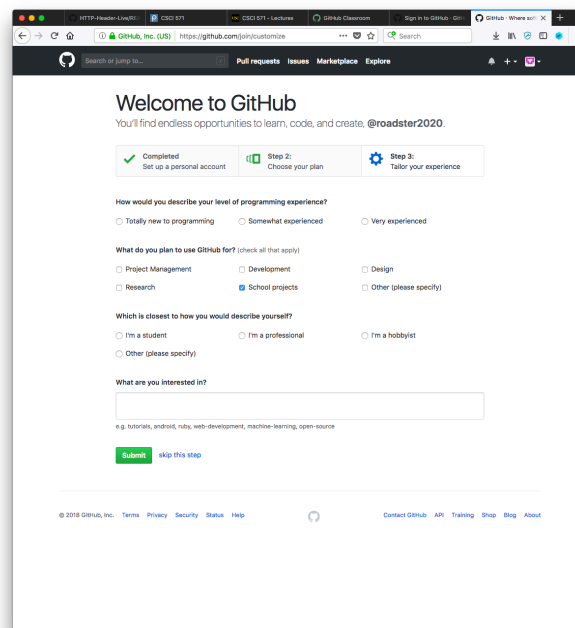 HTTP-Header-Live/RE
CSCI 571
CSCI 571 - Lectures
GitHub Classroom
Sign in to GitHub · GitH
GitHub · Where soft
GitHub, Inc. (US)
https://github.com/join/customize
Search
Search or jump to...
Pull requests Issues Marketplace Explore
Welcome to GitHub
You'll find endless opportunities to learn, code, and create, @roadster2020.
Completed
Set up a personal account
Step 2:
Choose your plan
Step 3:
Tailor your experience
How would you describe your level of programming experience?
Totally new to programming Somewhat experienced Very experienced
What do you plan to use GitHub for? (check all that apply)
Project Management Development Design
Research School projects Other (please specify)
Which is closest to how you would describe yourself?
I'm a student I'm a professional I'm a hobbyist
Other (please specify)
What are you interested in?
e.g. tutorials, android, ruby, web-development, machine-learning, open-source
Submit skip this step
© 2018 GitHub, Inc. Terms Privacy Security Status Help Contact GitHub API Training Shop Blog About